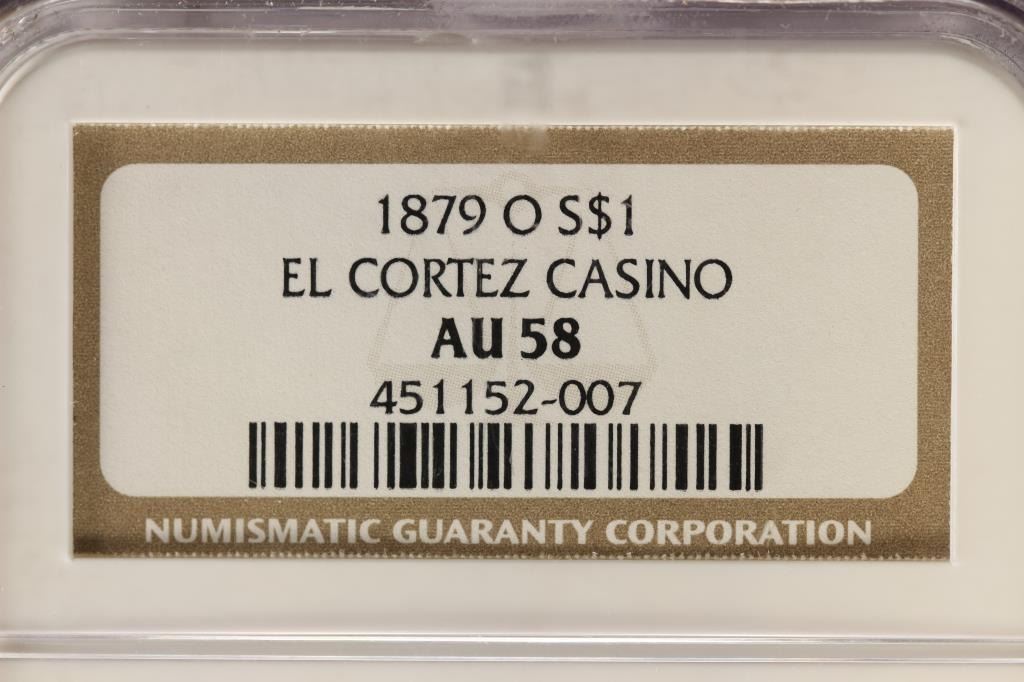 1879 O S$1
EL CORTEZ CASINO
AU 58
451152-007
NUMISMATIC GUARANTY CORPORATION